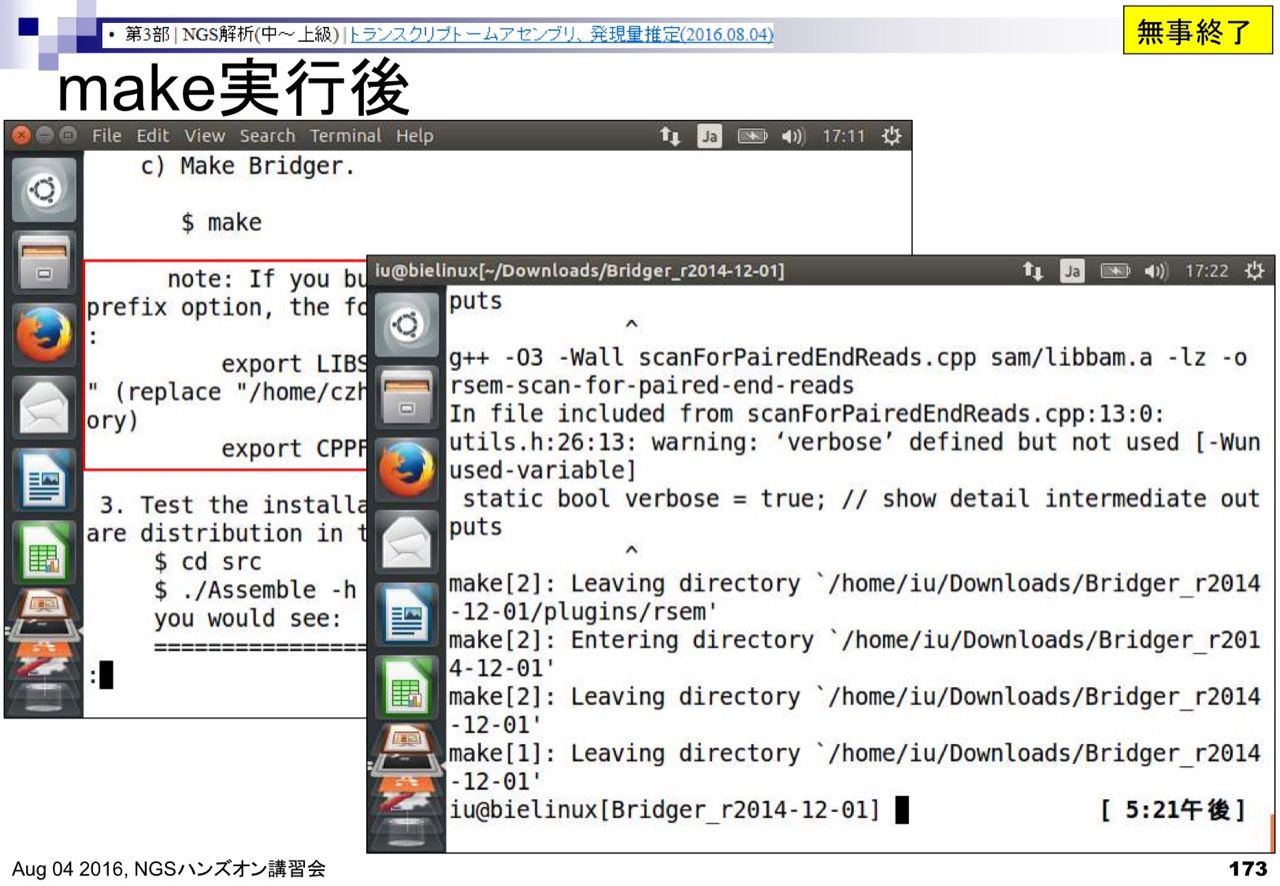 • 第3部 | NGS解析(中～上級) | トランスクリプトームアセンブリ、発現量推定(2016.08.04)
無事終了
make実行後
File Edit View Search Terminal Help
Ja
17:11
c) Make Bridger.
$ make
note: If you bu
prefix option, the fo
:
export LIBS
" (replace "/home/czh
ory)
export CPPF
3. Test the installa
are distribution in t
$ cd src
$ ./Assemble -h
you would see:
================
:
iu@bielinux[~/Downloads/Bridger_r2014-12-01]
Ja
17:22
puts
^
g++ -O3 -Wall scanForPairedEndReads.cpp sam/libbam.a -lz -o
rsem-scan-for-paired-end-reads
In file included from scanForPairedEndReads.cpp:13:0:
utils.h:26:13: warning: ‘verbose’ defined but not used [-Wun
used-variable]
static bool verbose = true; // show detail intermediate out
puts
^
make[2]: Leaving directory `/home/iu/Downloads/Bridger_r2014
-12-01/plugins/rsem'
make[2]: Entering directory `/home/iu/Downloads/Bridger_r201
4-12-01'
make[2]: Leaving directory `/home/iu/Downloads/Bridger_r2014
-12-01'
make[1]: Leaving directory `/home/iu/Downloads/Bridger_r2014
-12-01'
iu@bielinux[Bridger_r2014-12-01] [ 5:21午後]
Aug 04 2016, NGSハンズオン講習会
173